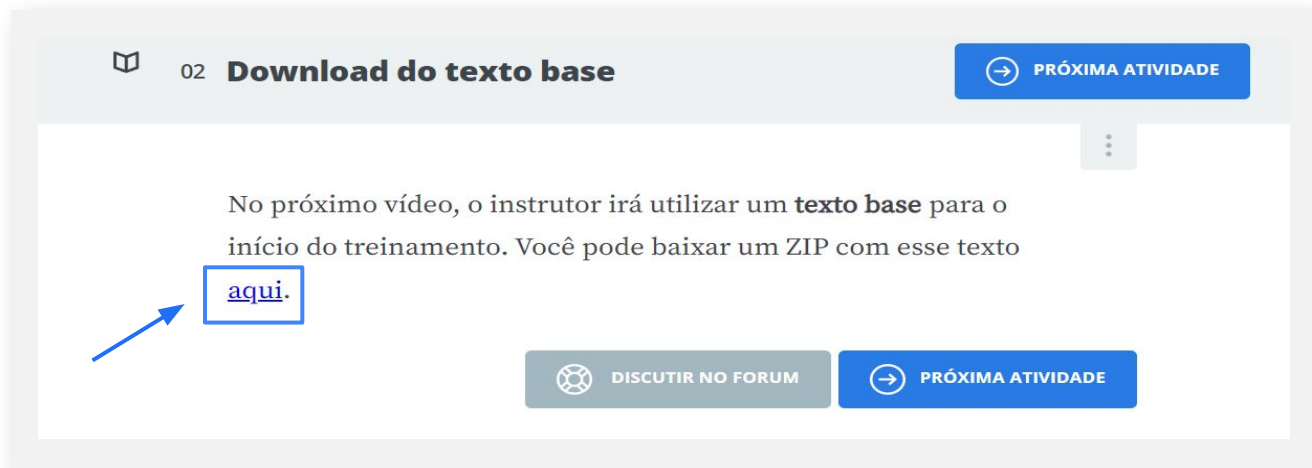 02 Download do texto base
PRÓXIMA ATIVIDADE
No próximo vídeo, o instrutor irá utilizar um texto base para o
início do treinamento. Você pode baixar um ZIP com esse texto
aqui.
DISCUTIR NO FORUM
PRÓXIMA ATIVIDADE